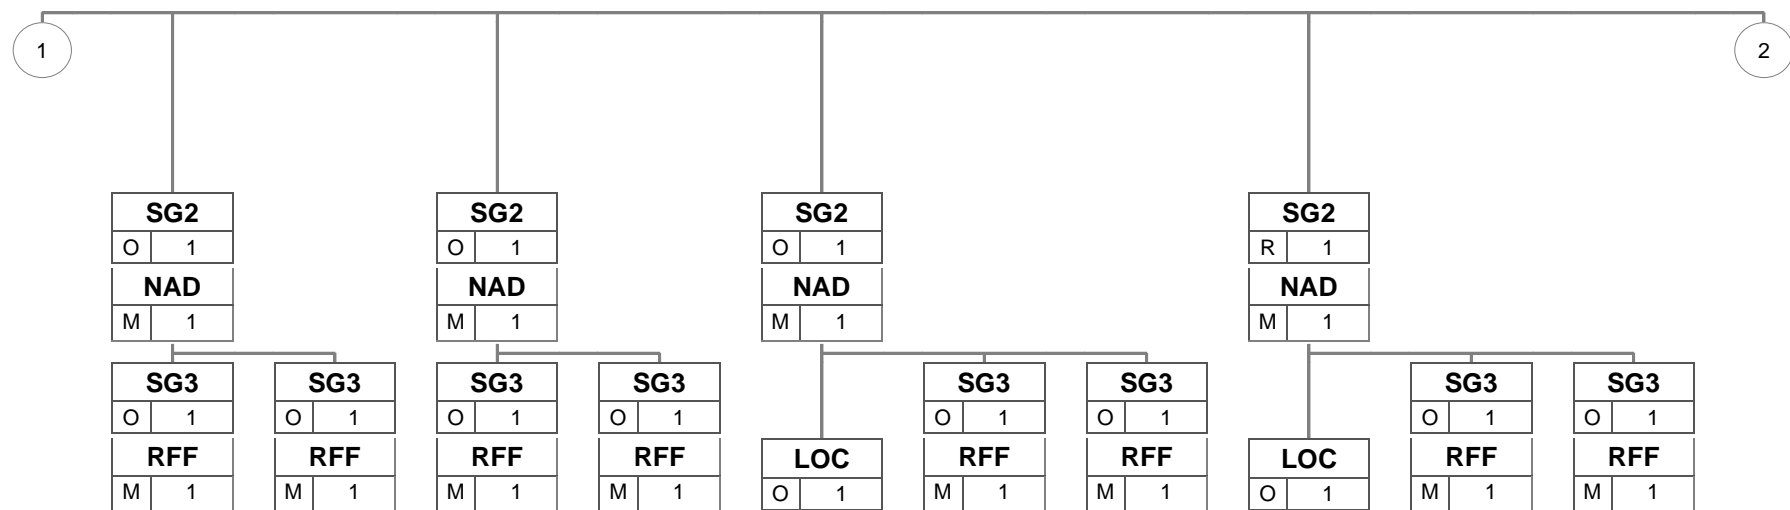 1 2
SG2 SG2 SG2 SG2
O 1 O 1 O 1 R 1
NAD NAD NAD NAD
M 1 M 1 M 1 M 1
SG3 SG3 SG3 SG3 SG3 SG3 SG3 SG3
O 1 O 1 O 1 O 1 O 1 O 1 O 1 O 1
RFF RFF RFF RFF LOC RFF RFF LOC RFF RFF
M 1 M 1 M 1 M 1 O 1 M 1 M 1 O 1 M 1 M 1